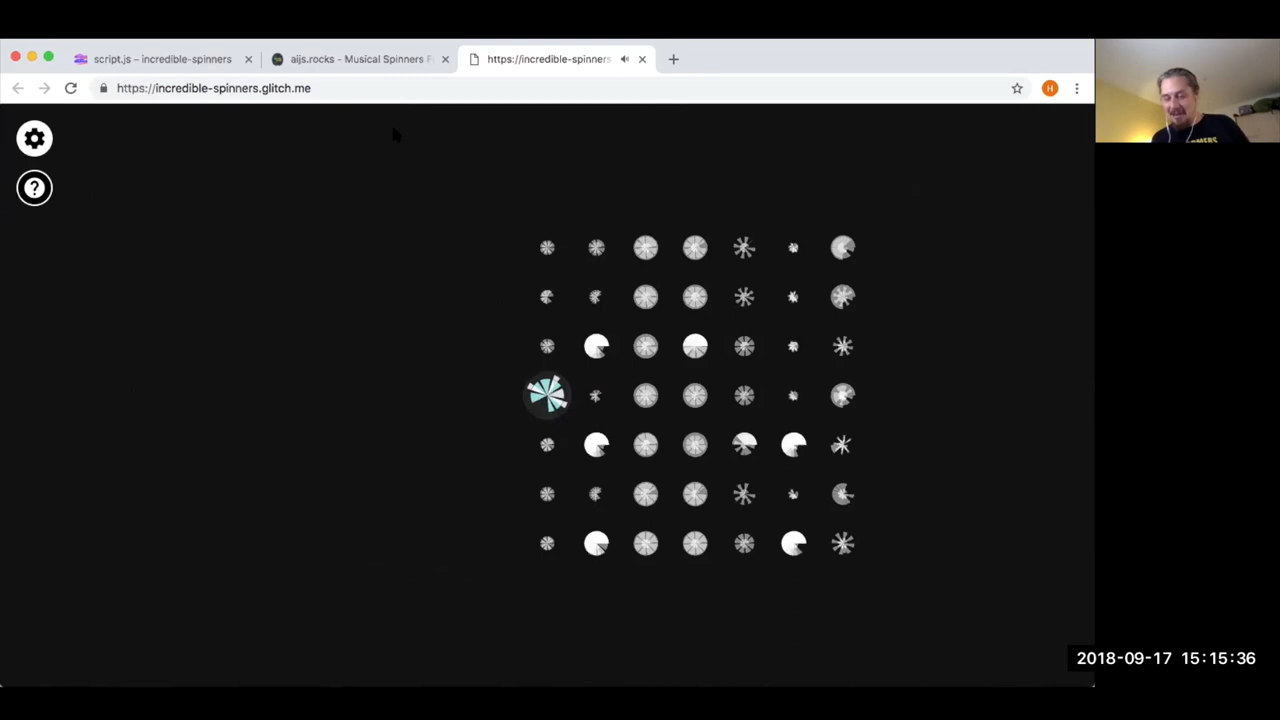 script.js – incredible-spinners
aijs.rocks - Musical Spinners F
https://incredible-spinners
https://incredible-spinners.glitch.me
H
?
2018-09-17 15:15:36